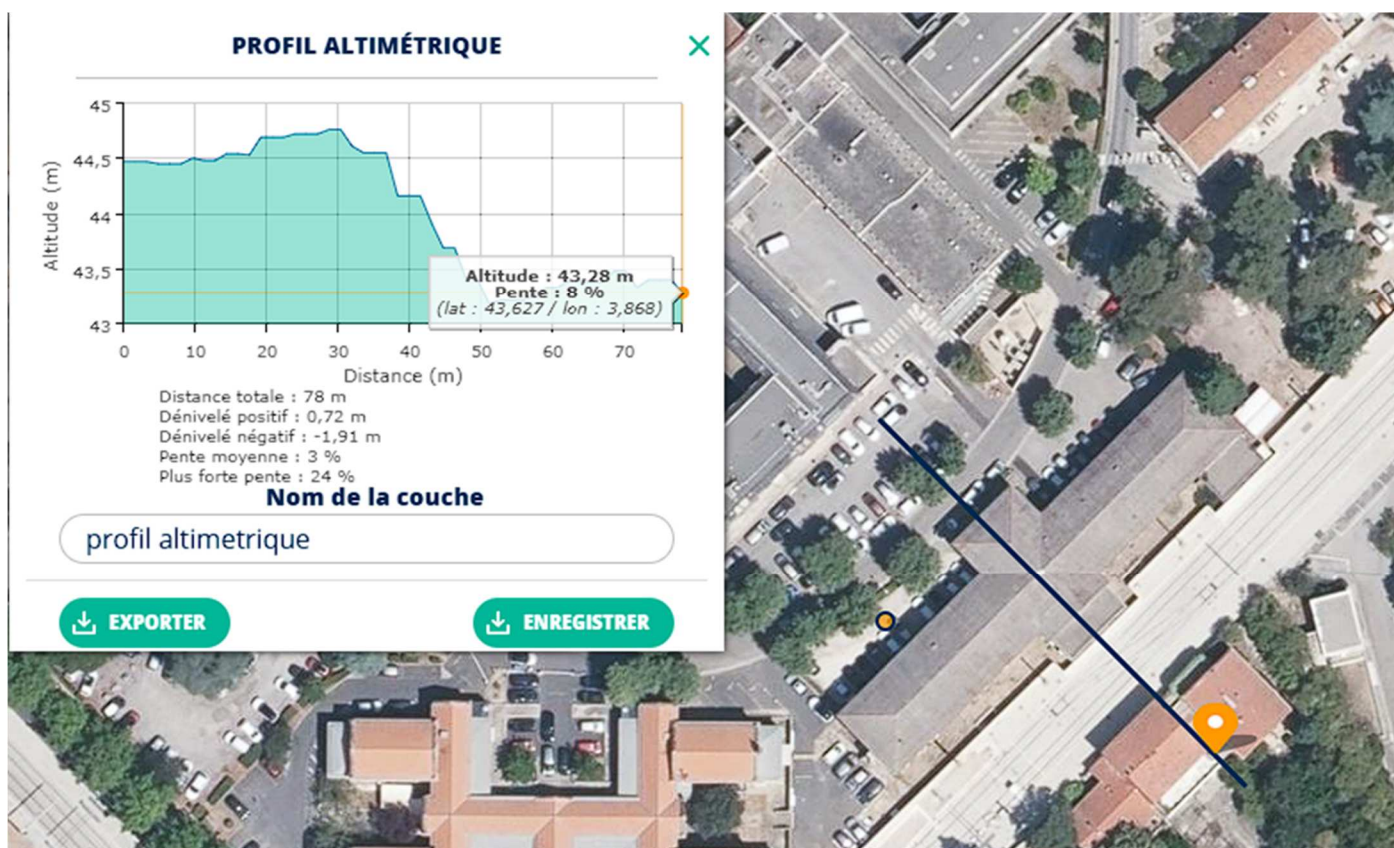 PROFIL ALTIMÉTRIQUE
45
44,5
44
43,5
43
Altitude (m)
Altitude : 43,28 m
Pente : 8 %
(lat : 43,627 / lon : 3,868)
0 10 20 30 40 50 60 70
Distance (m)
Distance totale : 78 m
Dénivelé positif : 0,72 m
Dénivelé négatif : -1,91 m
Pente moyenne : 3 %
Plus forte pente : 24 %
Nom de la couche
profil altimetrique
EXPORTER
ENREGISTRER